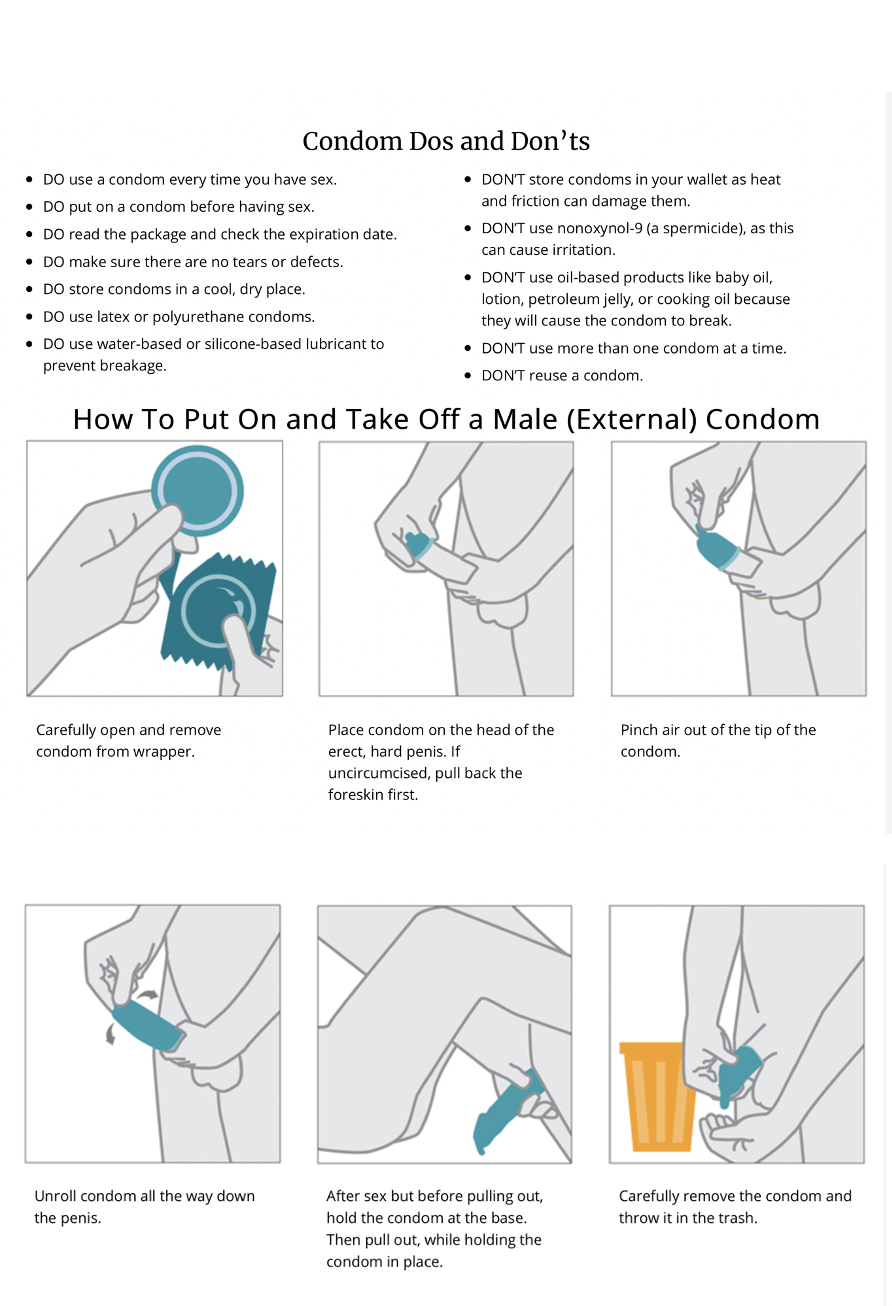 Condom Dos and Don’ts
DO use a condom every time you have sex.
DO put on a condom before having sex.
DO read the package and check the expiration date.
DO make sure there are no tears or defects.
DO store condoms in a cool, dry place.
DO use latex or polyurethane condoms.
DO use water-based or silicone-based lubricant to
prevent breakage.
DON’T store condoms in your wallet as heat
and friction can damage them.
DON’T use nonoxynol-9 (a spermicide), as this
can cause irritation.
DON’T use oil-based products like baby oil,
lotion, petroleum jelly, or cooking oil because
they will cause the condom to break.
DON’T use more than one condom at a time.
DON’T reuse a condom.
How To Put On and Take Off a Male (External) Condom
Carefully open and remove
condom from wrapper.
Place condom on the head of the
erect, hard penis. If
uncircumcised, pull back the
foreskin first.
Pinch air out of the tip of the
condom.
Unroll condom all the way down
the penis.
After sex but before pulling out,
hold the condom at the base.
Then pull out, while holding the
condom in place.
Carefully remove the condom and
throw it in the trash.